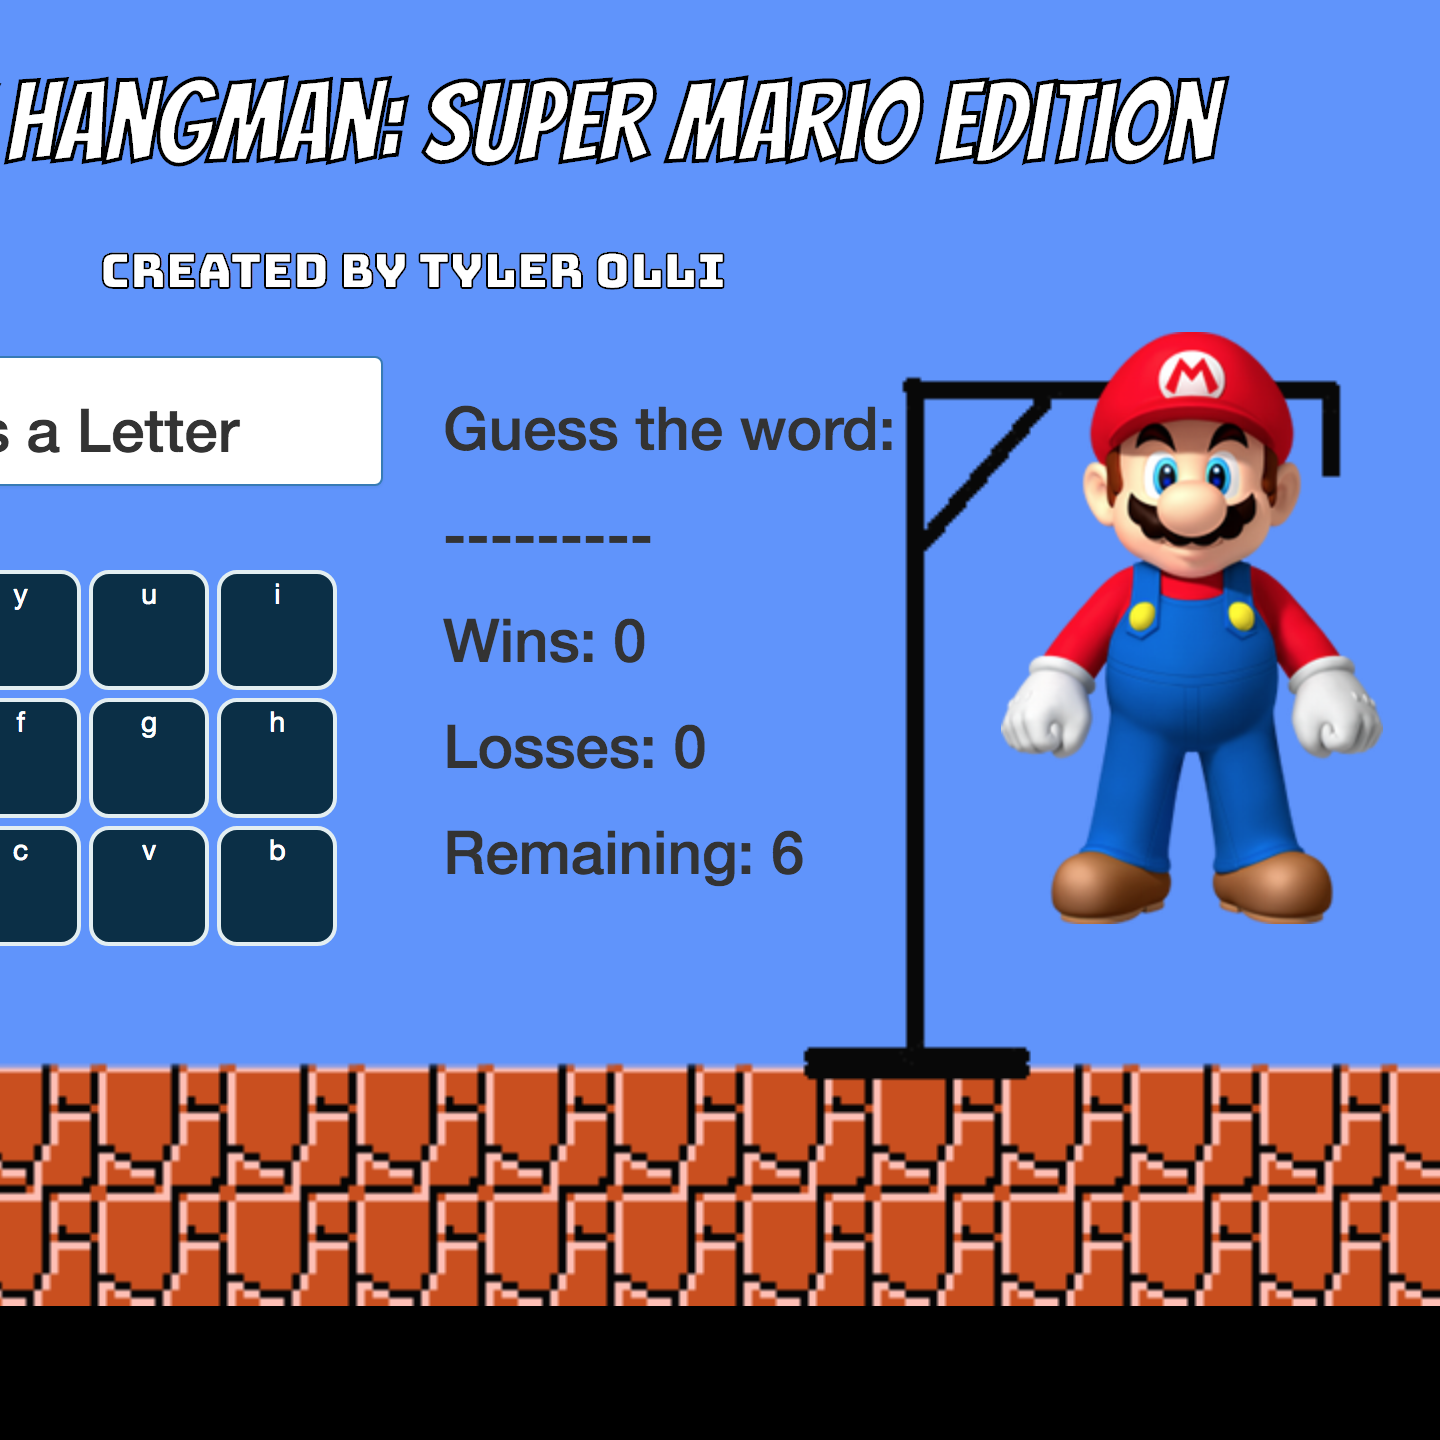 HANGMAN: SUPER MARIO EDITION
CREATED BY TYLER OLLI
s a Letter
Guess the word:
---------
Wins: 0
Losses: 0
Remaining: 6
y u i
f g h
c v b
M